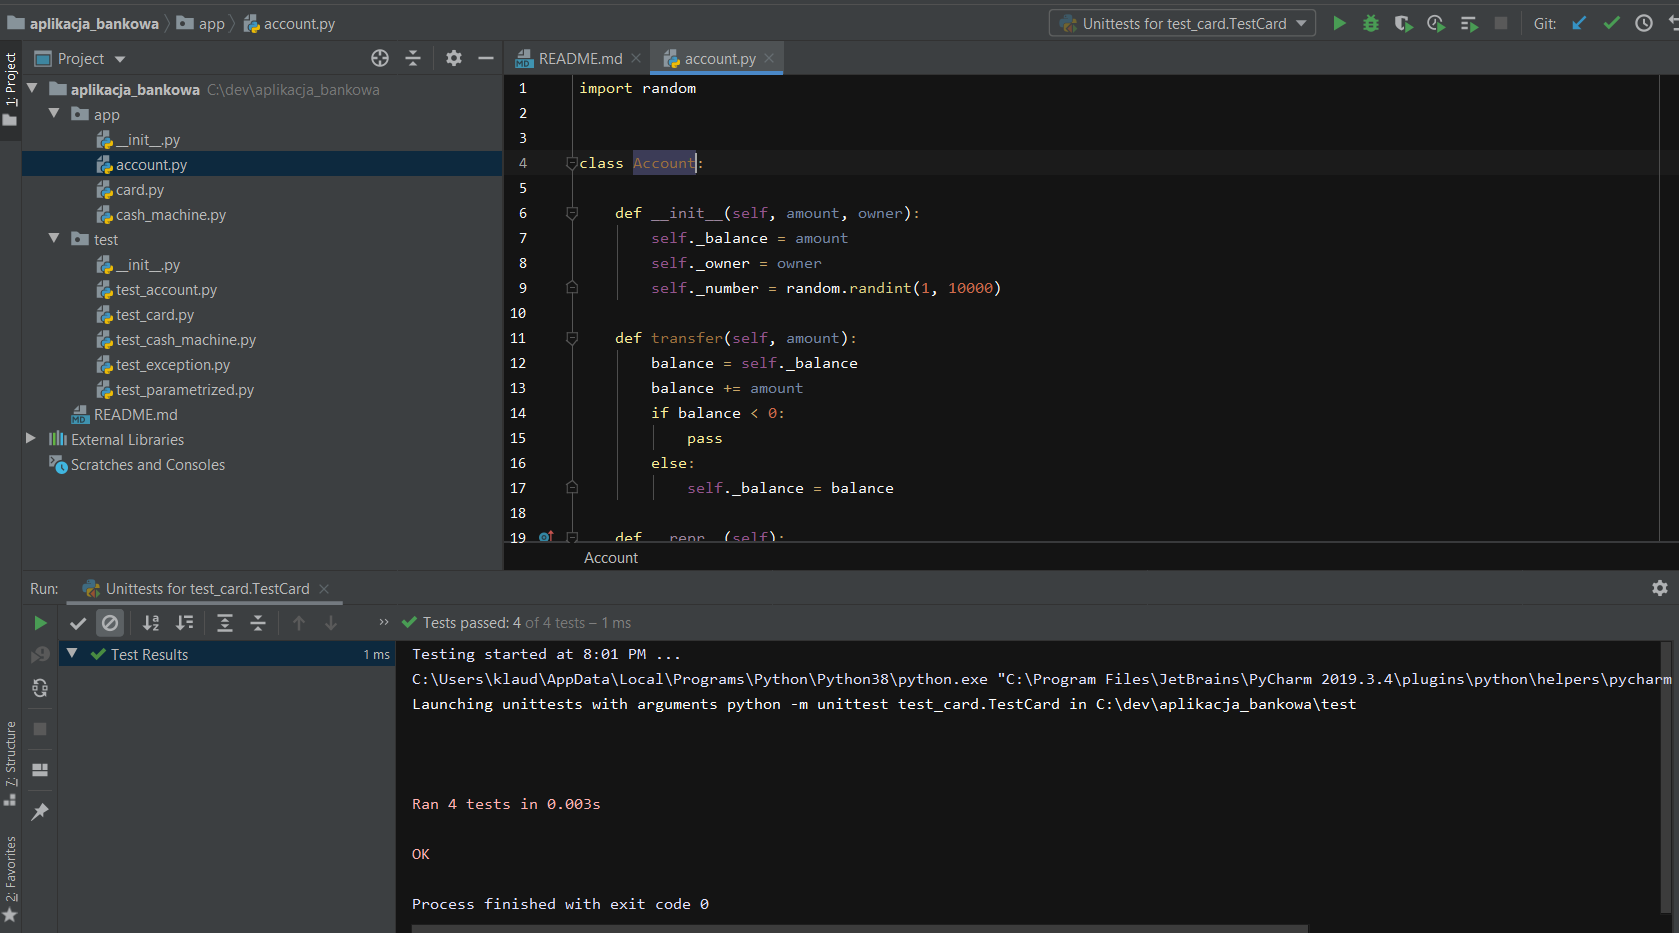 aplikacja_bankowa app account.py Unittests for test_card.TestCard Git:
1: Project
Project
README.md account.py
aplikacja_bankowa C:\dev\aplikacja_bankowa
app
__init__.py
account.py
card.py
cash_machine.py
test
__init__.py
test_account.py
test_card.py
test_cash_machine.py
test_exception.py
test_parametrized.py
README.md
External Libraries
Scratches and Consoles
1 import random
2
3
4 class Account:
5
6 def __init__(self, amount, owner):
7 self._balance = amount
8 self._owner = owner
9 self._number = random.randint(1, 10000)
10
11 def transfer(self, amount):
12 balance = self._balance
13 balance += amount
14 if balance < 0:
15 pass
16 else:
17 self._balance = balance
18
19 def __repr__(self):
Account
Run: Unittests for test_card.TestCard
Tests passed: 4 of 4 tests – 1 ms
Test Results 1 ms
Testing started at 8:01 PM ...
C:\Users\klaud\AppData\Local\Programs\Python\Python38\python.exe "C:\Program Files\JetBrains\PyCharm 2019.3.4\plugins\python\helpers\pycharm
Launching unittests with arguments python -m unittest test_card.TestCard in C:\dev\aplikacja_bankowa\test
Ran 4 tests in 0.003s
OK
Process finished with exit code 0
7: Structure
2: Favorites